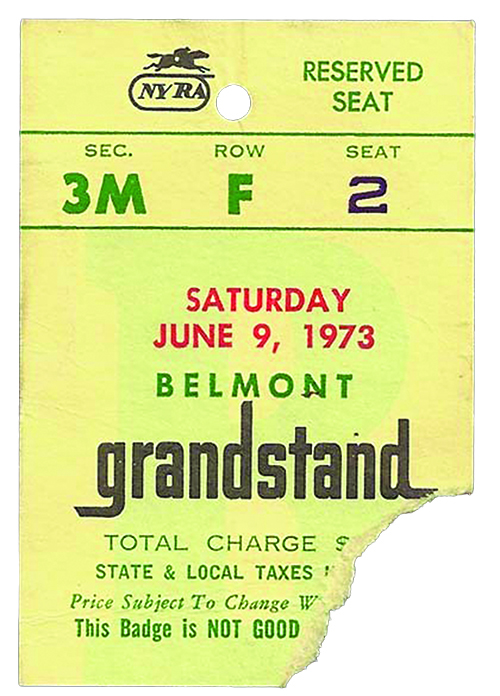 NYRA
RESERVED
SEAT
SEC. ROW SEAT
3M F 2
SATURDAY
JUNE 9, 1973
BELMONT
grandstand
TOTAL CHARGE $
STATE & LOCAL TAXES
Price Subject To Change
This Badge is NOT GOOD